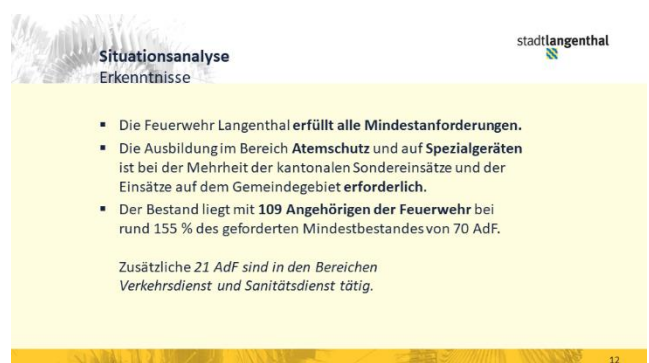 Situationsanalyse
Erkenntnisse
stadtlangenthal
▪ Die Feuerwehr Langenthal erfüllt alle Mindestanforderungen.
▪ Die Ausbildung im Bereich Atemschutz und auf Spezialgeräten
ist bei der Mehrheit der kantonalen Sondereinsätze und der
Einsätze auf dem Gemeindegebiet erforderlich.
▪ Der Bestand liegt mit 109 Angehörigen der Feuerwehr bei
rund 155 % des geforderten Mindestbestandes von 70 AdF.
Zusätzliche 21 AdF sind in den Bereichen
Verkehrsdienst und Sanitätsdienst tätig.
12